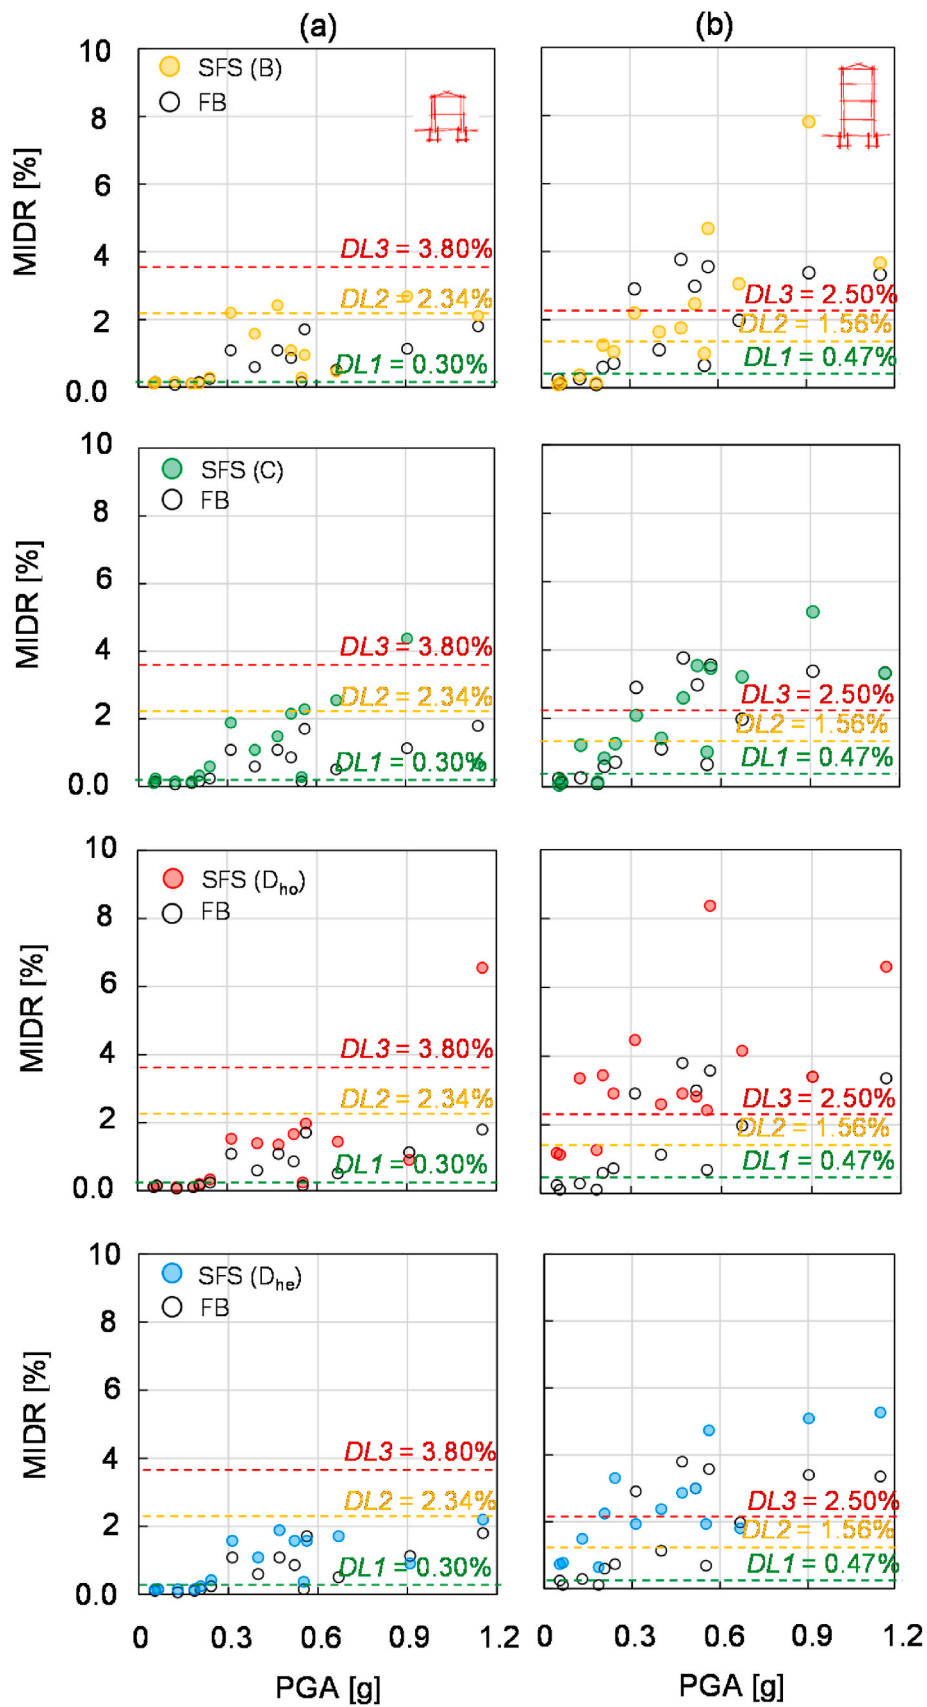 (a)
(b)
10
SFS (B)
FB
8
MIDR [%]
6
4
DL3 = 3.80%
DL2 = 2.34%
2
DL1 = 0.30%
0.0
DL3 = 2.50%
DL2 = 1.56%
DL1 = 0.47%
10
SFS (C)
FB
8
MIDR [%]
6
4
DL3 = 3.80%
DL2 = 2.34%
2
DL1 = 0.30%
0.0
DL3 = 2.50%
DL2 = 1.56%
DL1 = 0.47%
10
SFS (Dho)
FB
8
MIDR [%]
6
4
DL3 = 3.80%
DL2 = 2.34%
2
DL1 = 0.30%
0.0
DL3 = 2.50%
DL2 = 1.56%
DL1 = 0.47%
10
SFS (Dhe)
FB
8
MIDR [%]
6
4
DL3 = 3.80%
DL2 = 2.34%
2
DL1 = 0.30%
0.0
DL3 = 2.50%
DL2 = 1.56%
DL1 = 0.47%
0 0.3 0.6 0.9 1.2
0 0.3 0.6 0.9 1.2
PGA [g]
PGA [g]